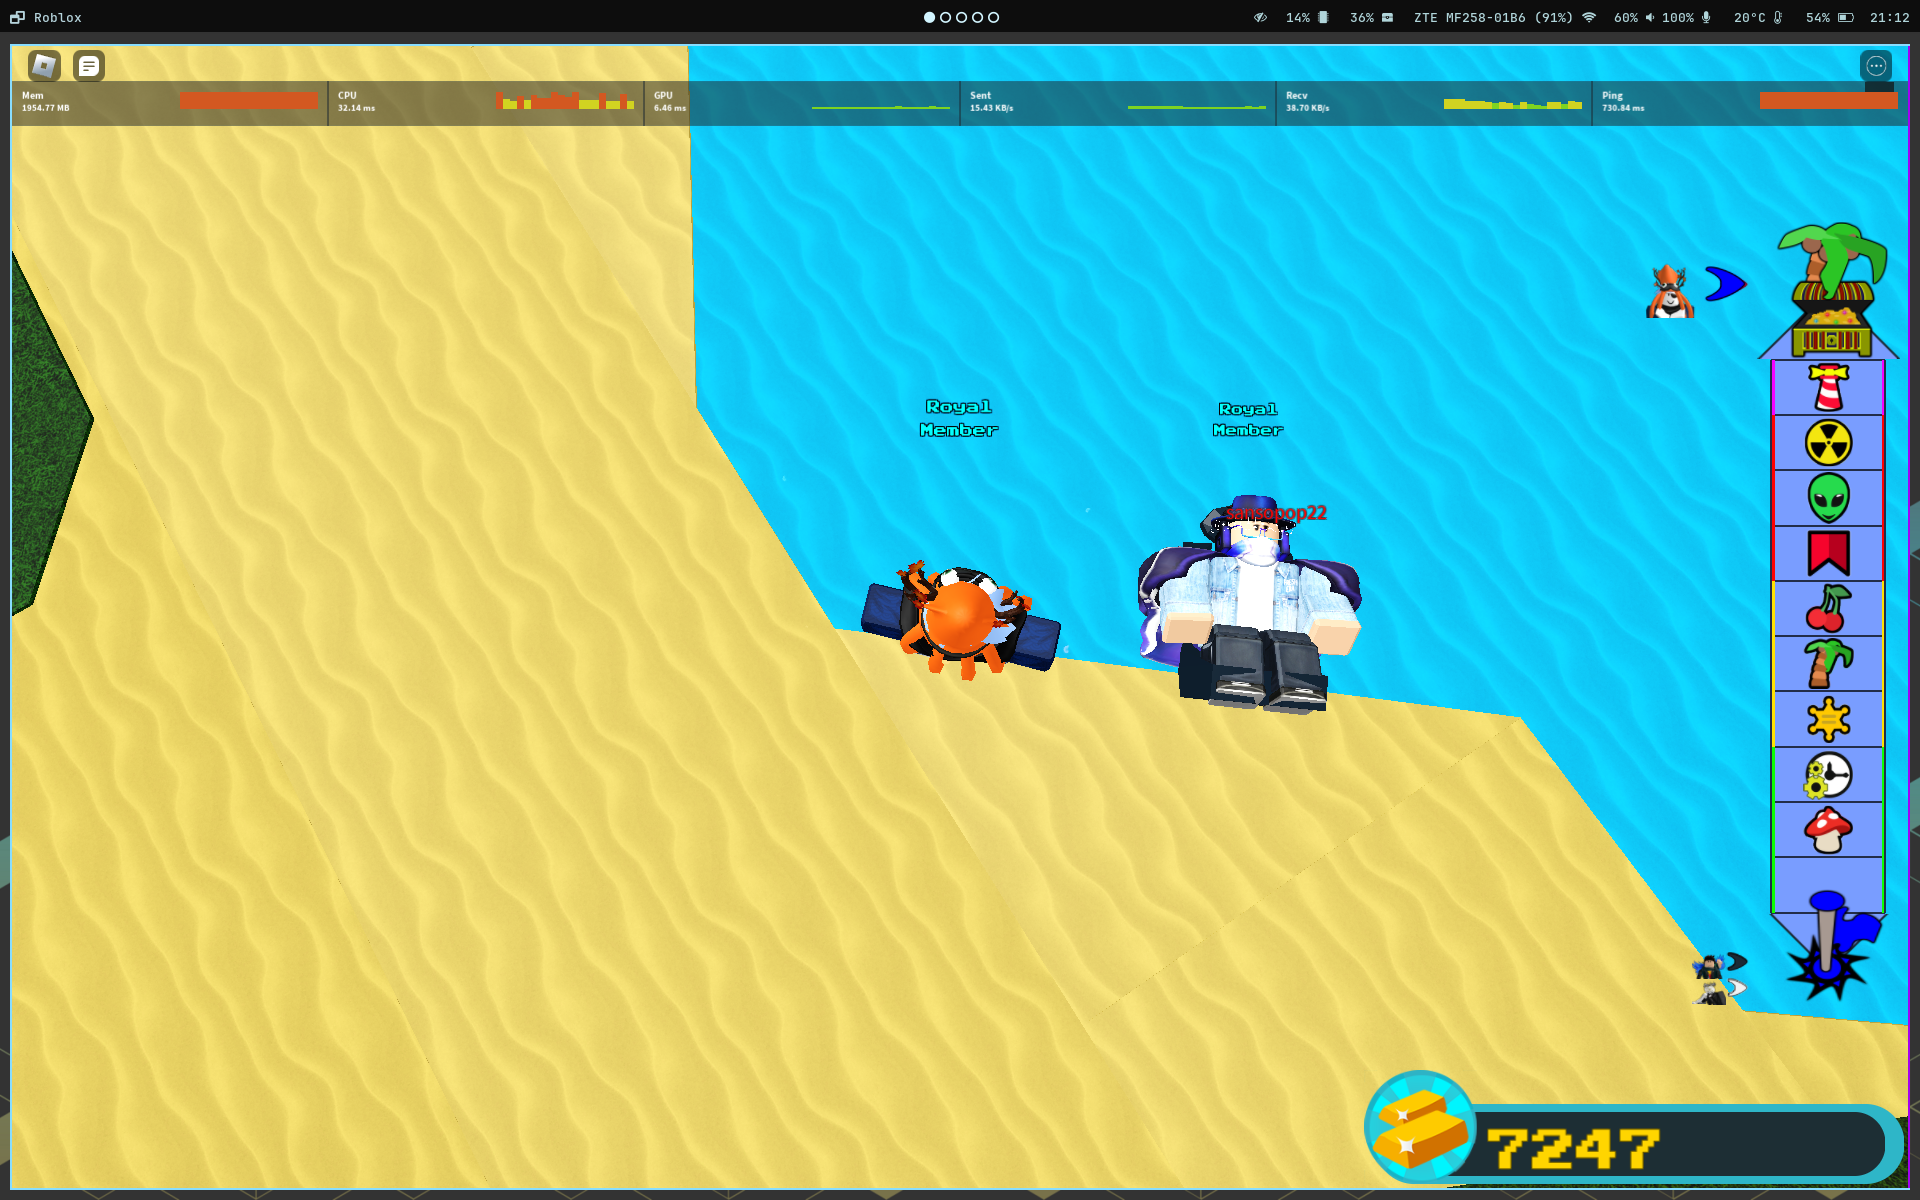 Roblox
14%
36%
ZTE MF258-01B6 (91%)
60%
100%
20°C
54%
21:12
Mem
1954.77 MB
CPU
32.14 ms
GPU
6.46 ms
Sent
15.43 KB/s
Recv
38.70 KB/s
Ping
730.84 ms
Royal
Member
Royal
Member
sansopop22
7247